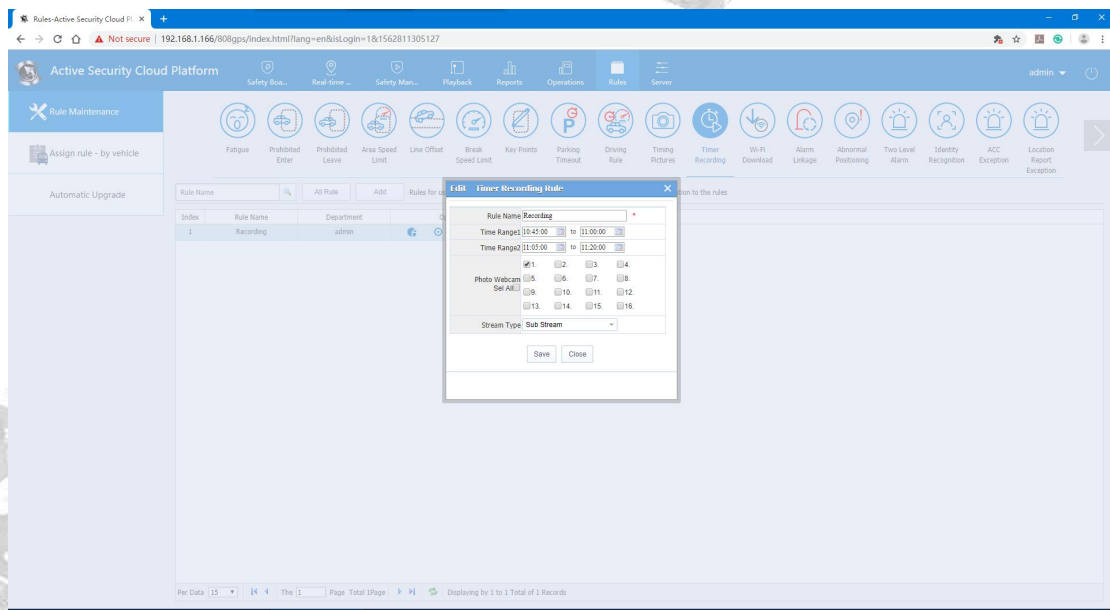 Rules-Active Security Cloud Pl
Not secure | 192.168.1.166/808gps/index.html?lang=en&isLogin=1&t562811305127
Active Security Cloud Platform
Safety Boa...
Real-time ...
Safety Man...
Playback
Reports
Operations
Rules
Server
admin
Rule Maintenance
Assign rule - by vehicle
Automatic Upgrade
Fatigue
Prohibited Enter
Prohibited Leave
Area Speed Limit
Line Offset
Break Speed Limit
Key Points
Parking Timeout
Driving Rule
Timing Pictures
Timer Recording
Wi-Fi Download
Alarm Linkage
Abnormal Positioning
Two Level Alarm
Identity Recognition
ACC Exception
Location Report Exception
Rule Name
All Rule
Add
Rules for us
tion to the rules
Index Rule Name Department Op
1 Recording admin
Edit Timer Recording Rule
Rule Name Recording *
Time Range1 10:45:00 to 11:00:00
Time Range2 11:05:00 to 11:20:00
Photo Webcam
Sel All
1. 2. 3. 4.
5. 6. 7. 8.
9. 10. 11. 12.
13. 14. 15. 16.
Stream Type Sub Stream
Save Close
Per Data 15 The 1 Page Total 1Page Displaying by 1 to 1 Total of 1 Records